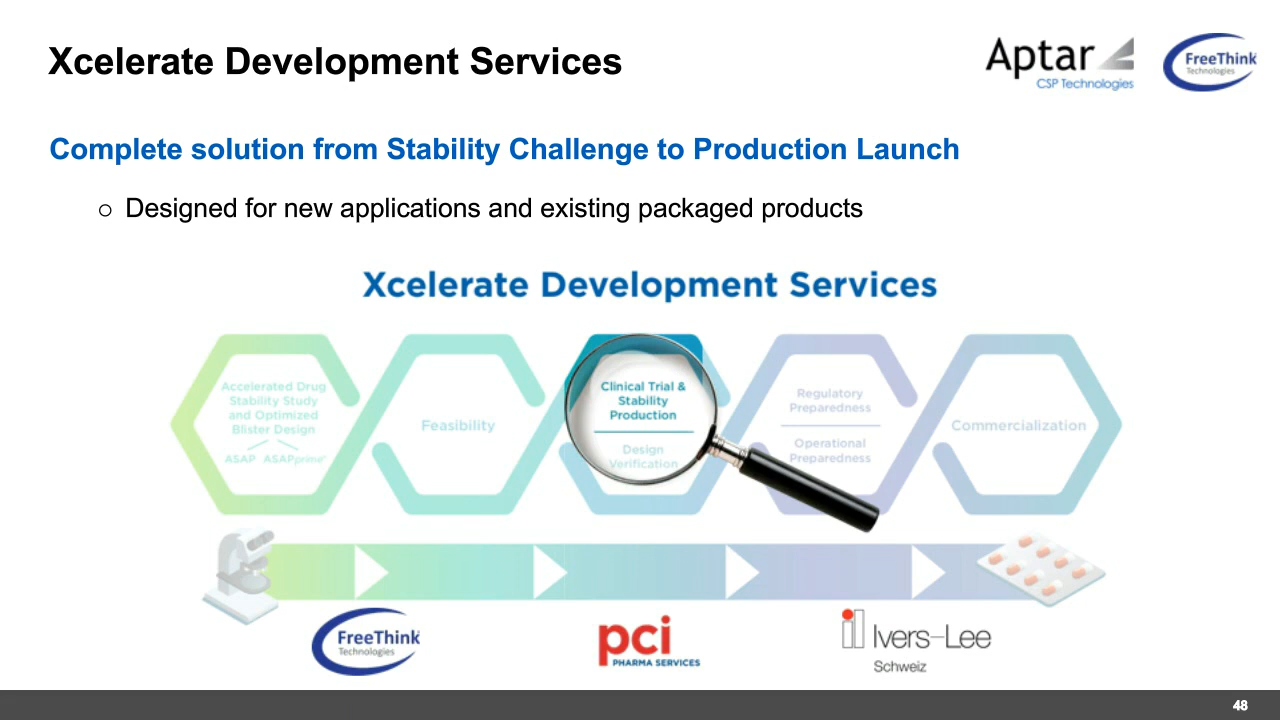 Xcelerate Development Services
Aptar
CSP Technologies
FreeThink
Technologies
Complete solution from Stability Challenge to Production Launch
Designed for new applications and existing packaged products
Xcelerate Development Services
Accelerated Drug
Stability Study
and Optimized
Blister Design
ASAP ASAPprime®
Feasibility
Clinical Trial &
Stability
Production
Design
Verification
Regulatory
Preparedness
Operational
Preparedness
Commercialization
FreeThink
Technologies
pci
PHARMA SERVICES
Ivers-Lee
Schweiz
48